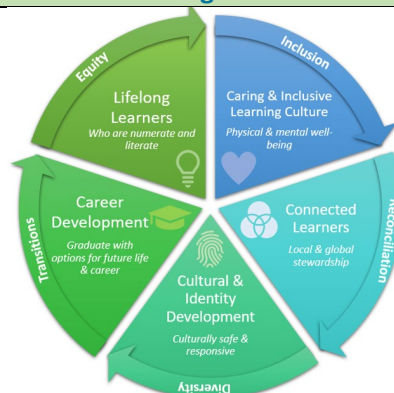 Equity
Inclusion
Lifelong
Learners
Who are numerate and
literate
Caring & Inclusive
Learning Culture
Physical & mental well-
being
Career
Development
Graduate with
options for future life
& career
Connected
Learners
Local & global
stewardship
Transitions
Reconciliation
Cultural &
Identity
Development
Culturally safe &
responsive
Diversity